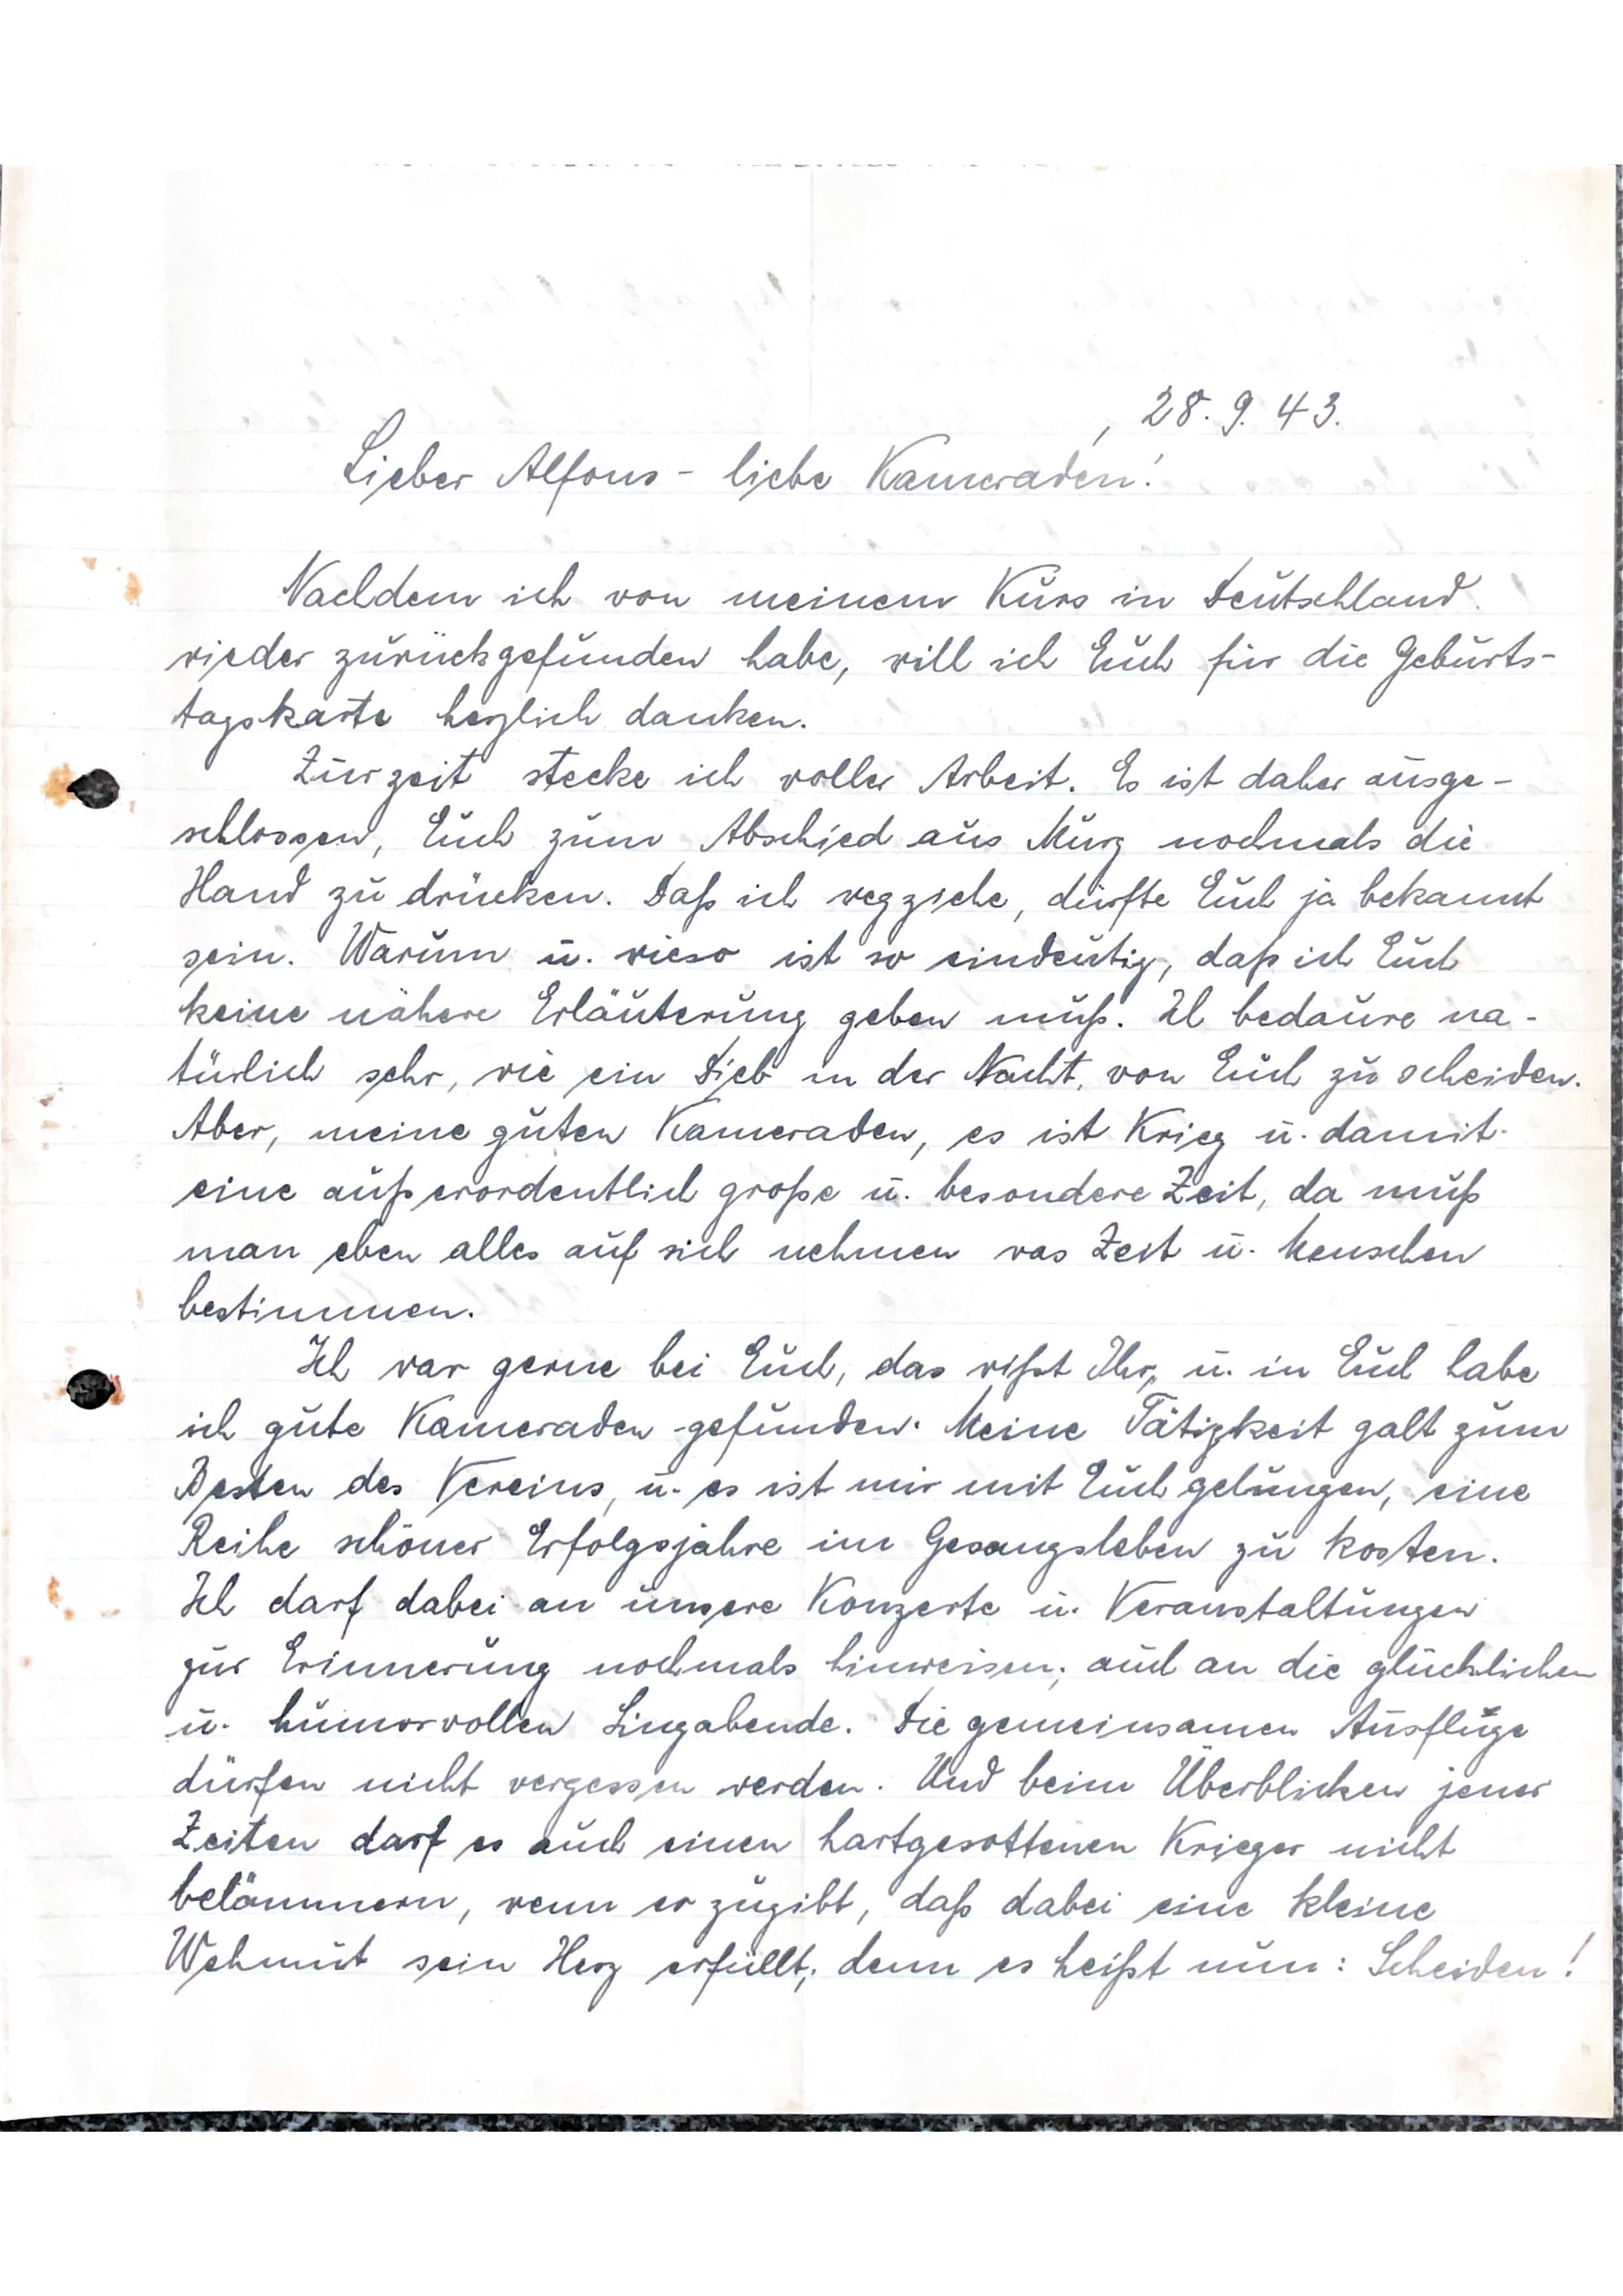 , 28. 9. 43.
Lieber Alfons - liebe Kameraden!
Nachdem ich von meinem Kurs in Deutschland
wieder zurückgefunden habe, will ich Euch für die Geburts-
tagskarte herzlich danken.
Zurzeit stecke ich voller Arbeit. Es ist daher ausge-
schlossen, Euch zum Abschied aus Murg nochmals die
Hand zu drücken. Daß ich wegziehe, dürfte Euch ja bekannt
sein. Warum u. wieso ist so eindeutig, daß ich Euch
keine nähere Erläuterung geben muß. Ich bedaure na-
türlich sehr, wie ein Dieb in der Nacht, von Euch zu scheiden.
Aber, meine guten Kameraden, es ist Krieg u. damit
eine außerordentlich große u. besondere Zeit, da muß
man eben alles auf sich nehmen was Zeit u. Menschen
bestimmen.
Ich war gerne bei Euch, das wißt Ihr, u. in Euch habe
ich gute Kameraden gefunden. Meine Tätigkeit galt zum
Besten des Vereins, u. es ist mir mit Euch gelungen, eine
Reihe schöner Erfolgsjahre im Gesangsleben zu kosten.
Ich darf dabei an unsere Konzerte u. Veranstaltungen
zur Erinnerung nochmals hinweisen; auch an die glücklichen
u. humorvollen Singabende. Die gemeinsamen Ausfluge
dürfen nicht vergessen werden. Und beim Überblicken jener
Zeiten darf es auch einen hartgesottenen Krieger nicht
belämmern, wenn er zugibt, daß dabei eine kleine
Wehmut sein Herz erfüllt; denn es heißt nun: Scheiden!